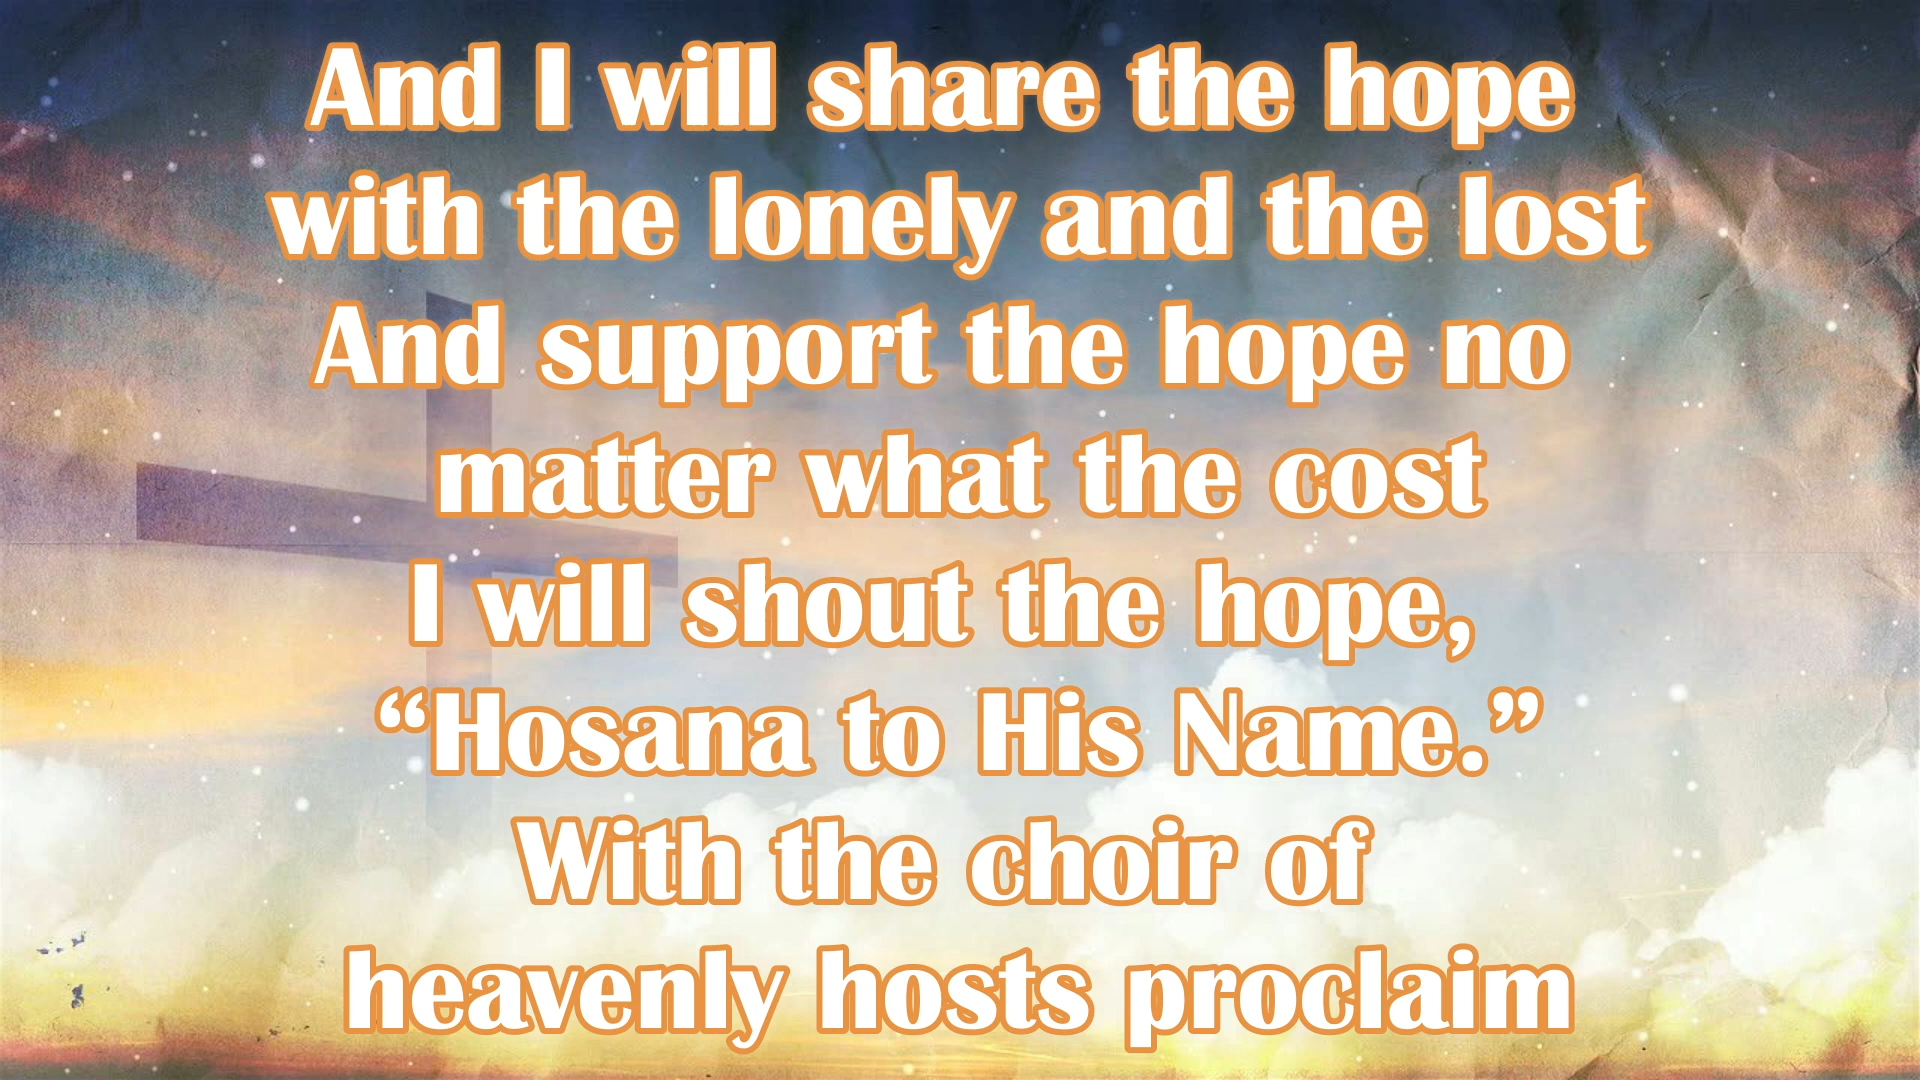 And I will share the hope
with the lonely and the lost
And support the hope no
matter what the cost
I will shout the hope,
“Hosana to His Name.”
With the choir of
heavenly hosts proclaim